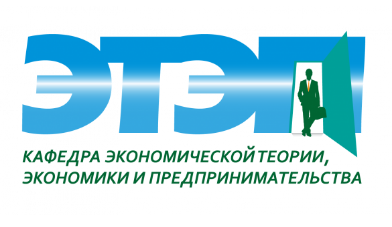 ЭТЭП
КАФЕДРА ЭКОНОМИЧЕСКОЙ ТЕОРИИ,
ЭКОНОМИКИ И ПРЕДПРИНИМАТЕЛЬСТВА